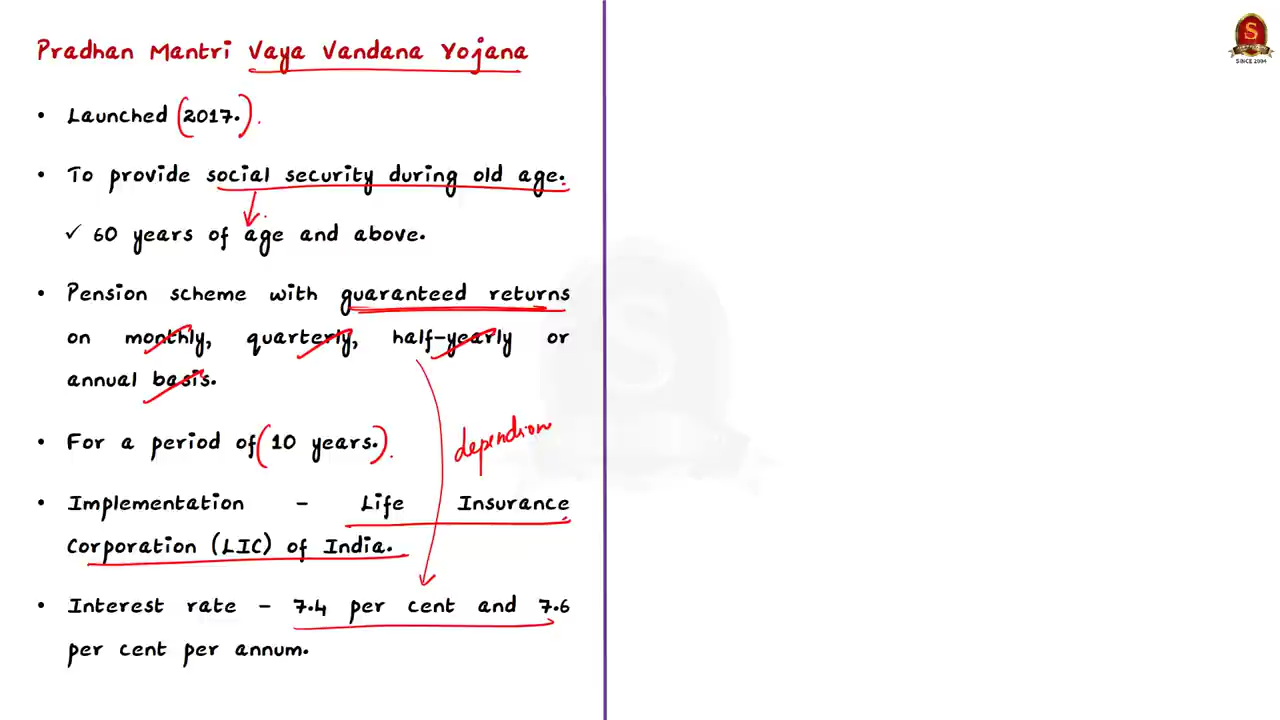 Pradhan Mantri Vaya Vandana Yojana
• Launched (2017.).
• To provide social security during old age.
✓ 60 years of age and above.
• Pension scheme with guaranteed returns
on monthly, quarterly, half-yearly or
annual basis.
• For a period of (10 years.).
• Implementation - Life Insurance
Corporation (LIC) of India.
• Interest rate - 7.4 per cent and 7.6
per cent per annum.
S
SINCE 2004
S